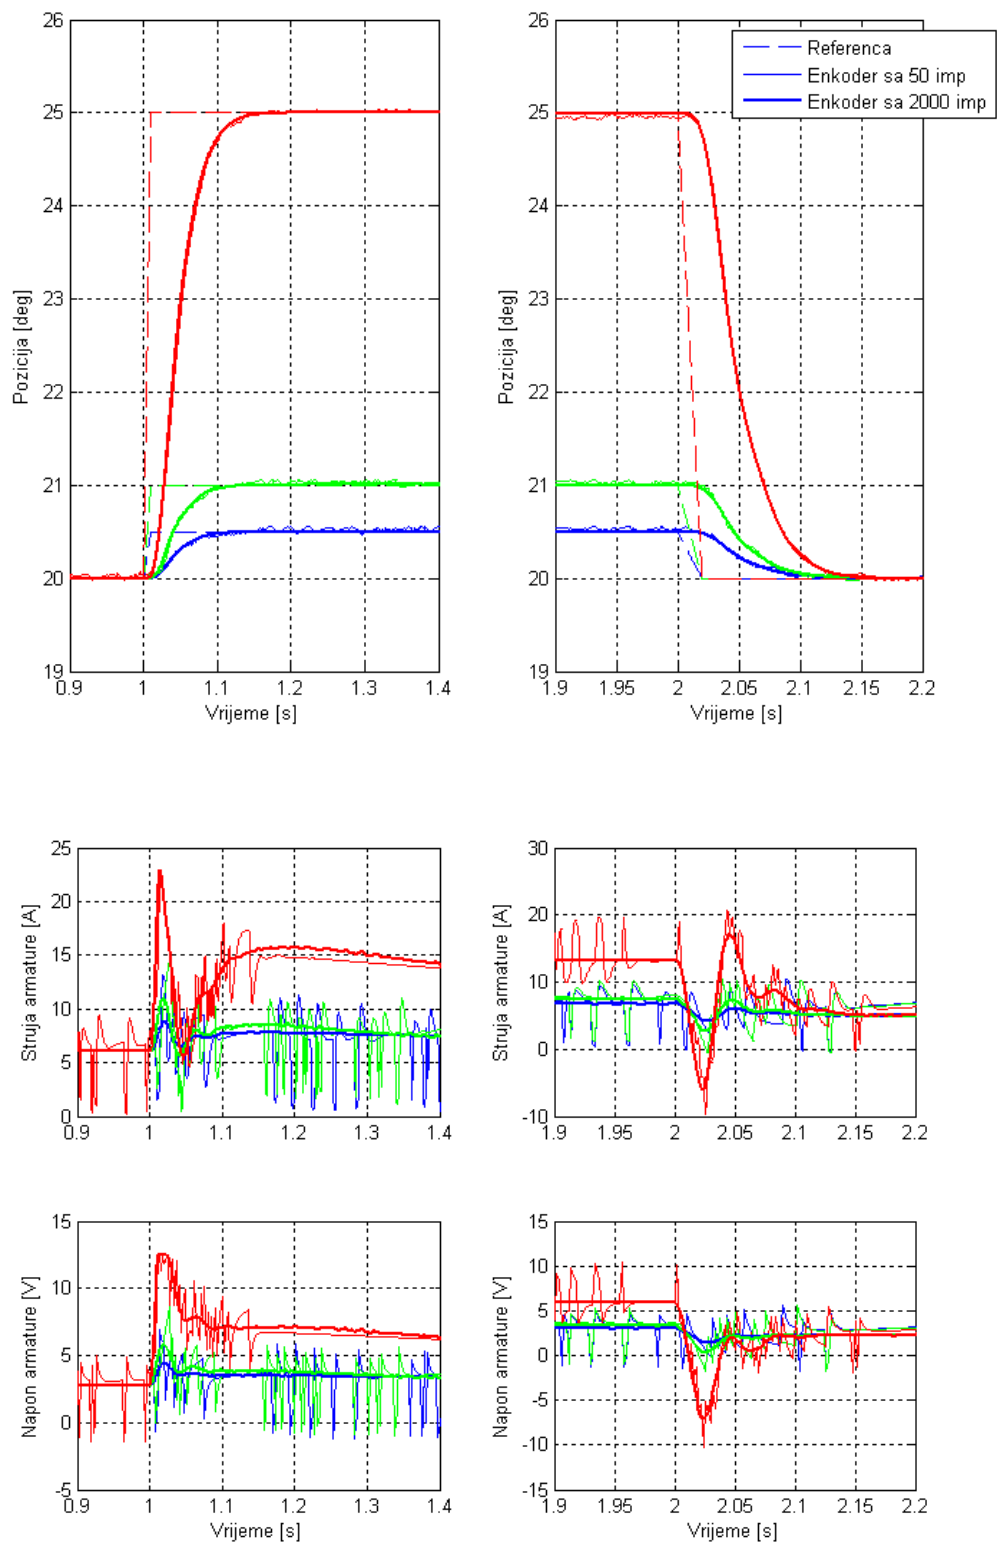 26
25
24
23
22
21
20
19
Pozicija [deg]
0.9 1 1.1 1.2 1.3 1.4
Vrijeme [s]
26
25
24
23
22
21
20
19
Pozicija [deg]
1.9 1.95 2 2.05 2.1 2.15 2.2
Vrijeme [s]
Referenca
Enkoder sa 50 imp
Enkoder sa 2000 imp
25
20
15
10
5
0
Struja armature [A]
0.9 1 1.1 1.2 1.3 1.4
30
20
10
0
-10
Struja armature [A]
1.9 1.95 2 2.05 2.1 2.15 2.2
15
10
5
0
-5
Napon armature [V]
0.9 1 1.1 1.2 1.3 1.4
Vrijeme [s]
15
10
5
0
-5
-10
-15
Napon armature [V]
1.9 1.95 2 2.05 2.1 2.15 2.2
Vrijeme [s]